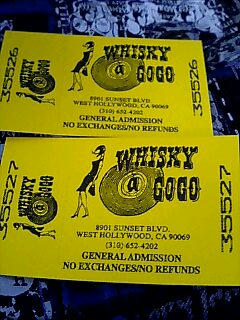 35526
WHISKY
a GOGO
8901 SUNSET BLVD.
WEST HOLLYWOOD, CA 90069
(310) 652-4202
GENERAL ADMISSION
NO EXCHANGES/NO REFUNDS
35526
35527
WHISKY
a GOGO
8901 SUNSET BLVD.
WEST HOLLYWOOD, CA 90069
(310) 652-4202
GENERAL ADMISSION
NO EXCHANGES/NO REFUNDS
35527